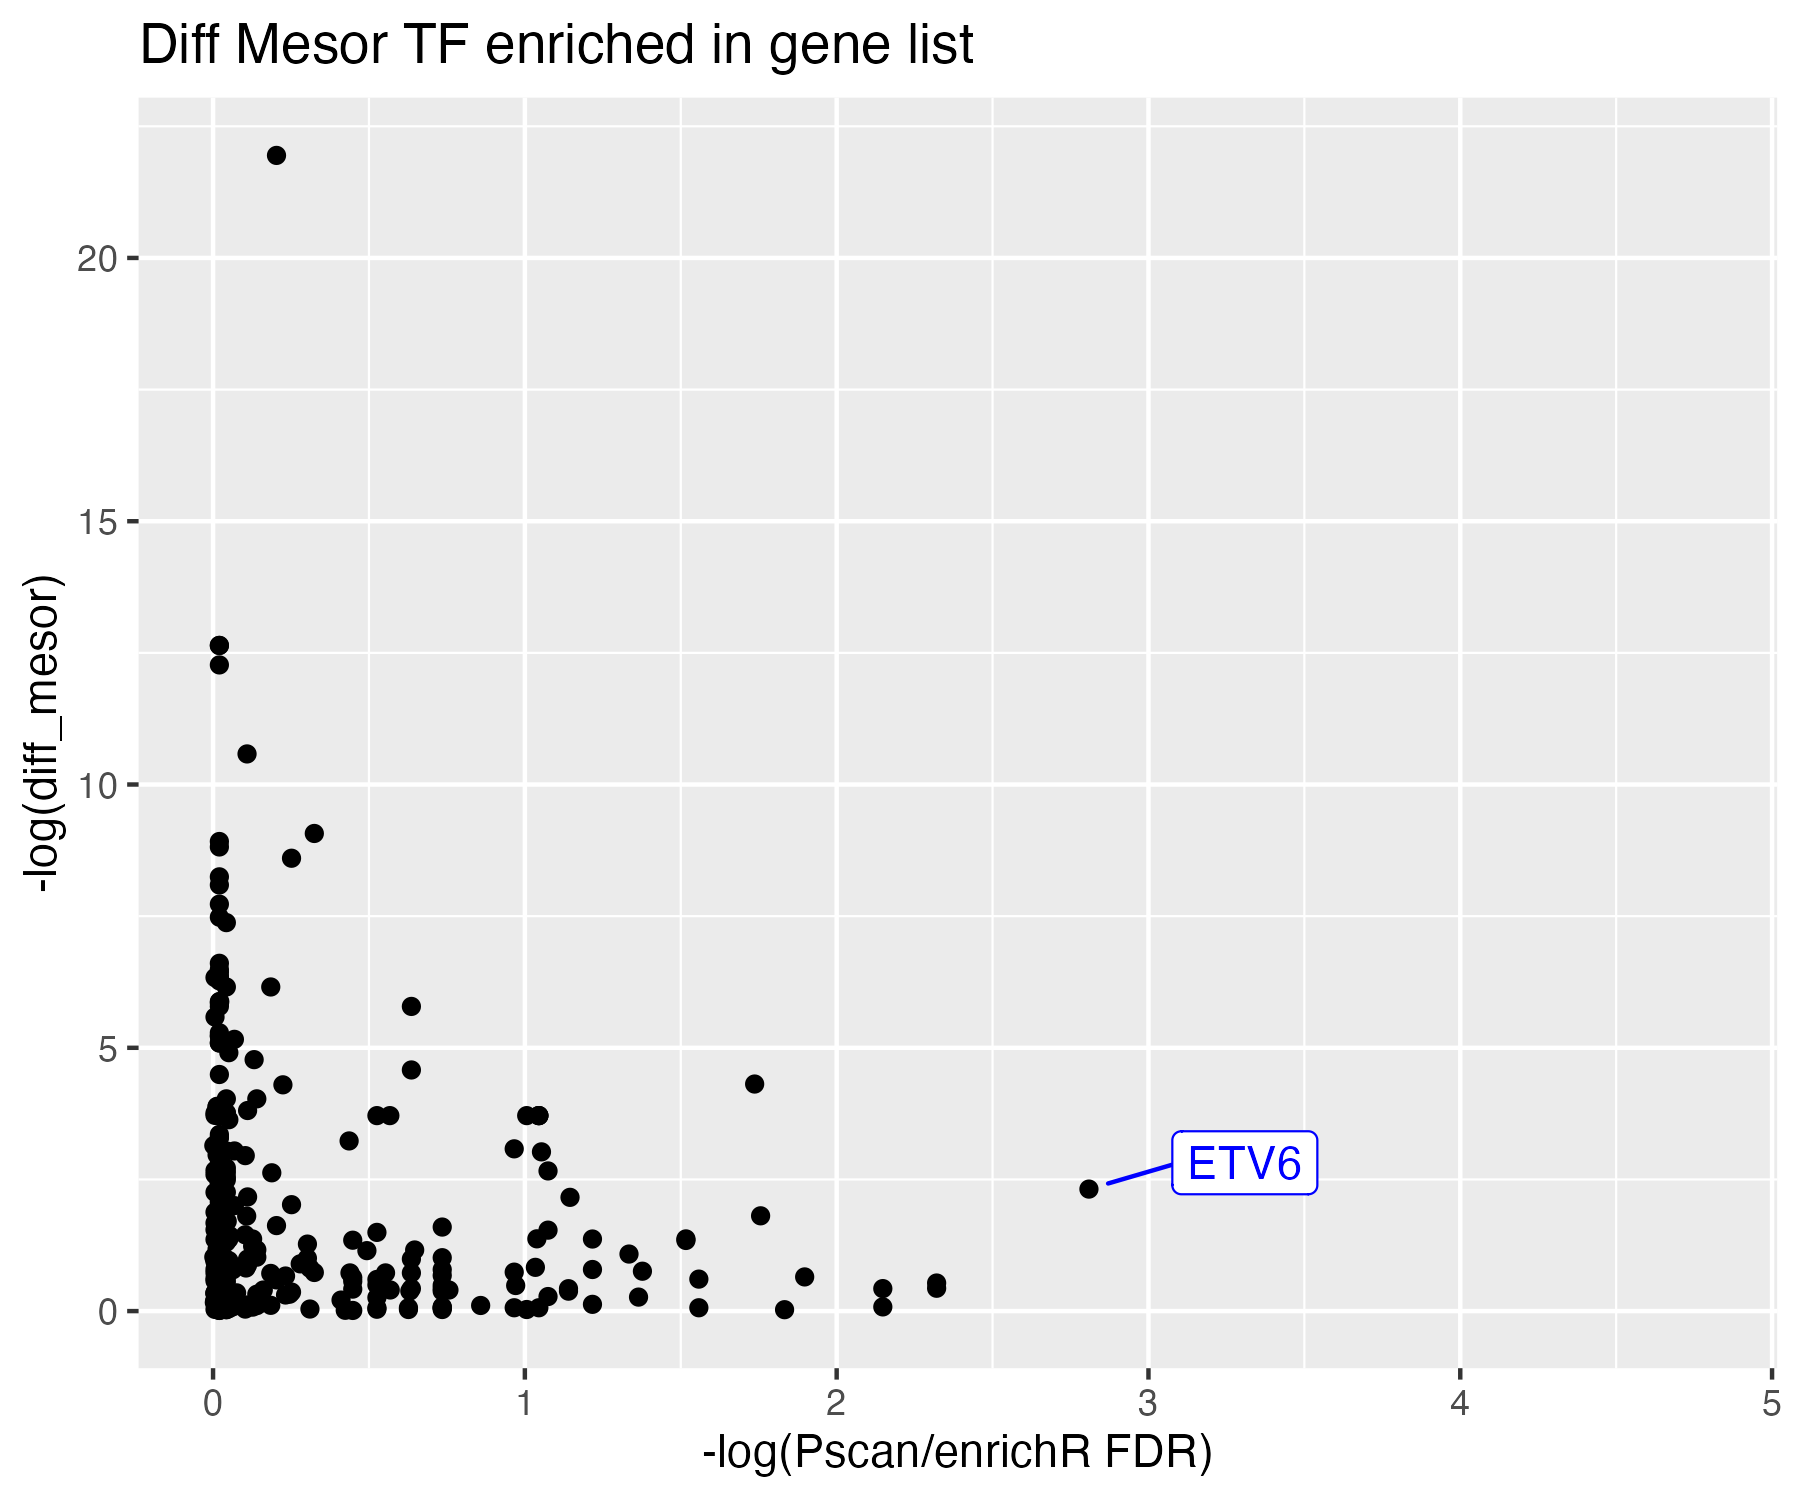 Diff Mesor TF enriched in gene list
-log(diff_mesor)
20
15
10
5
0
ETV6
0 1 2 3 4 5
-log(Pscan/enrichR FDR)